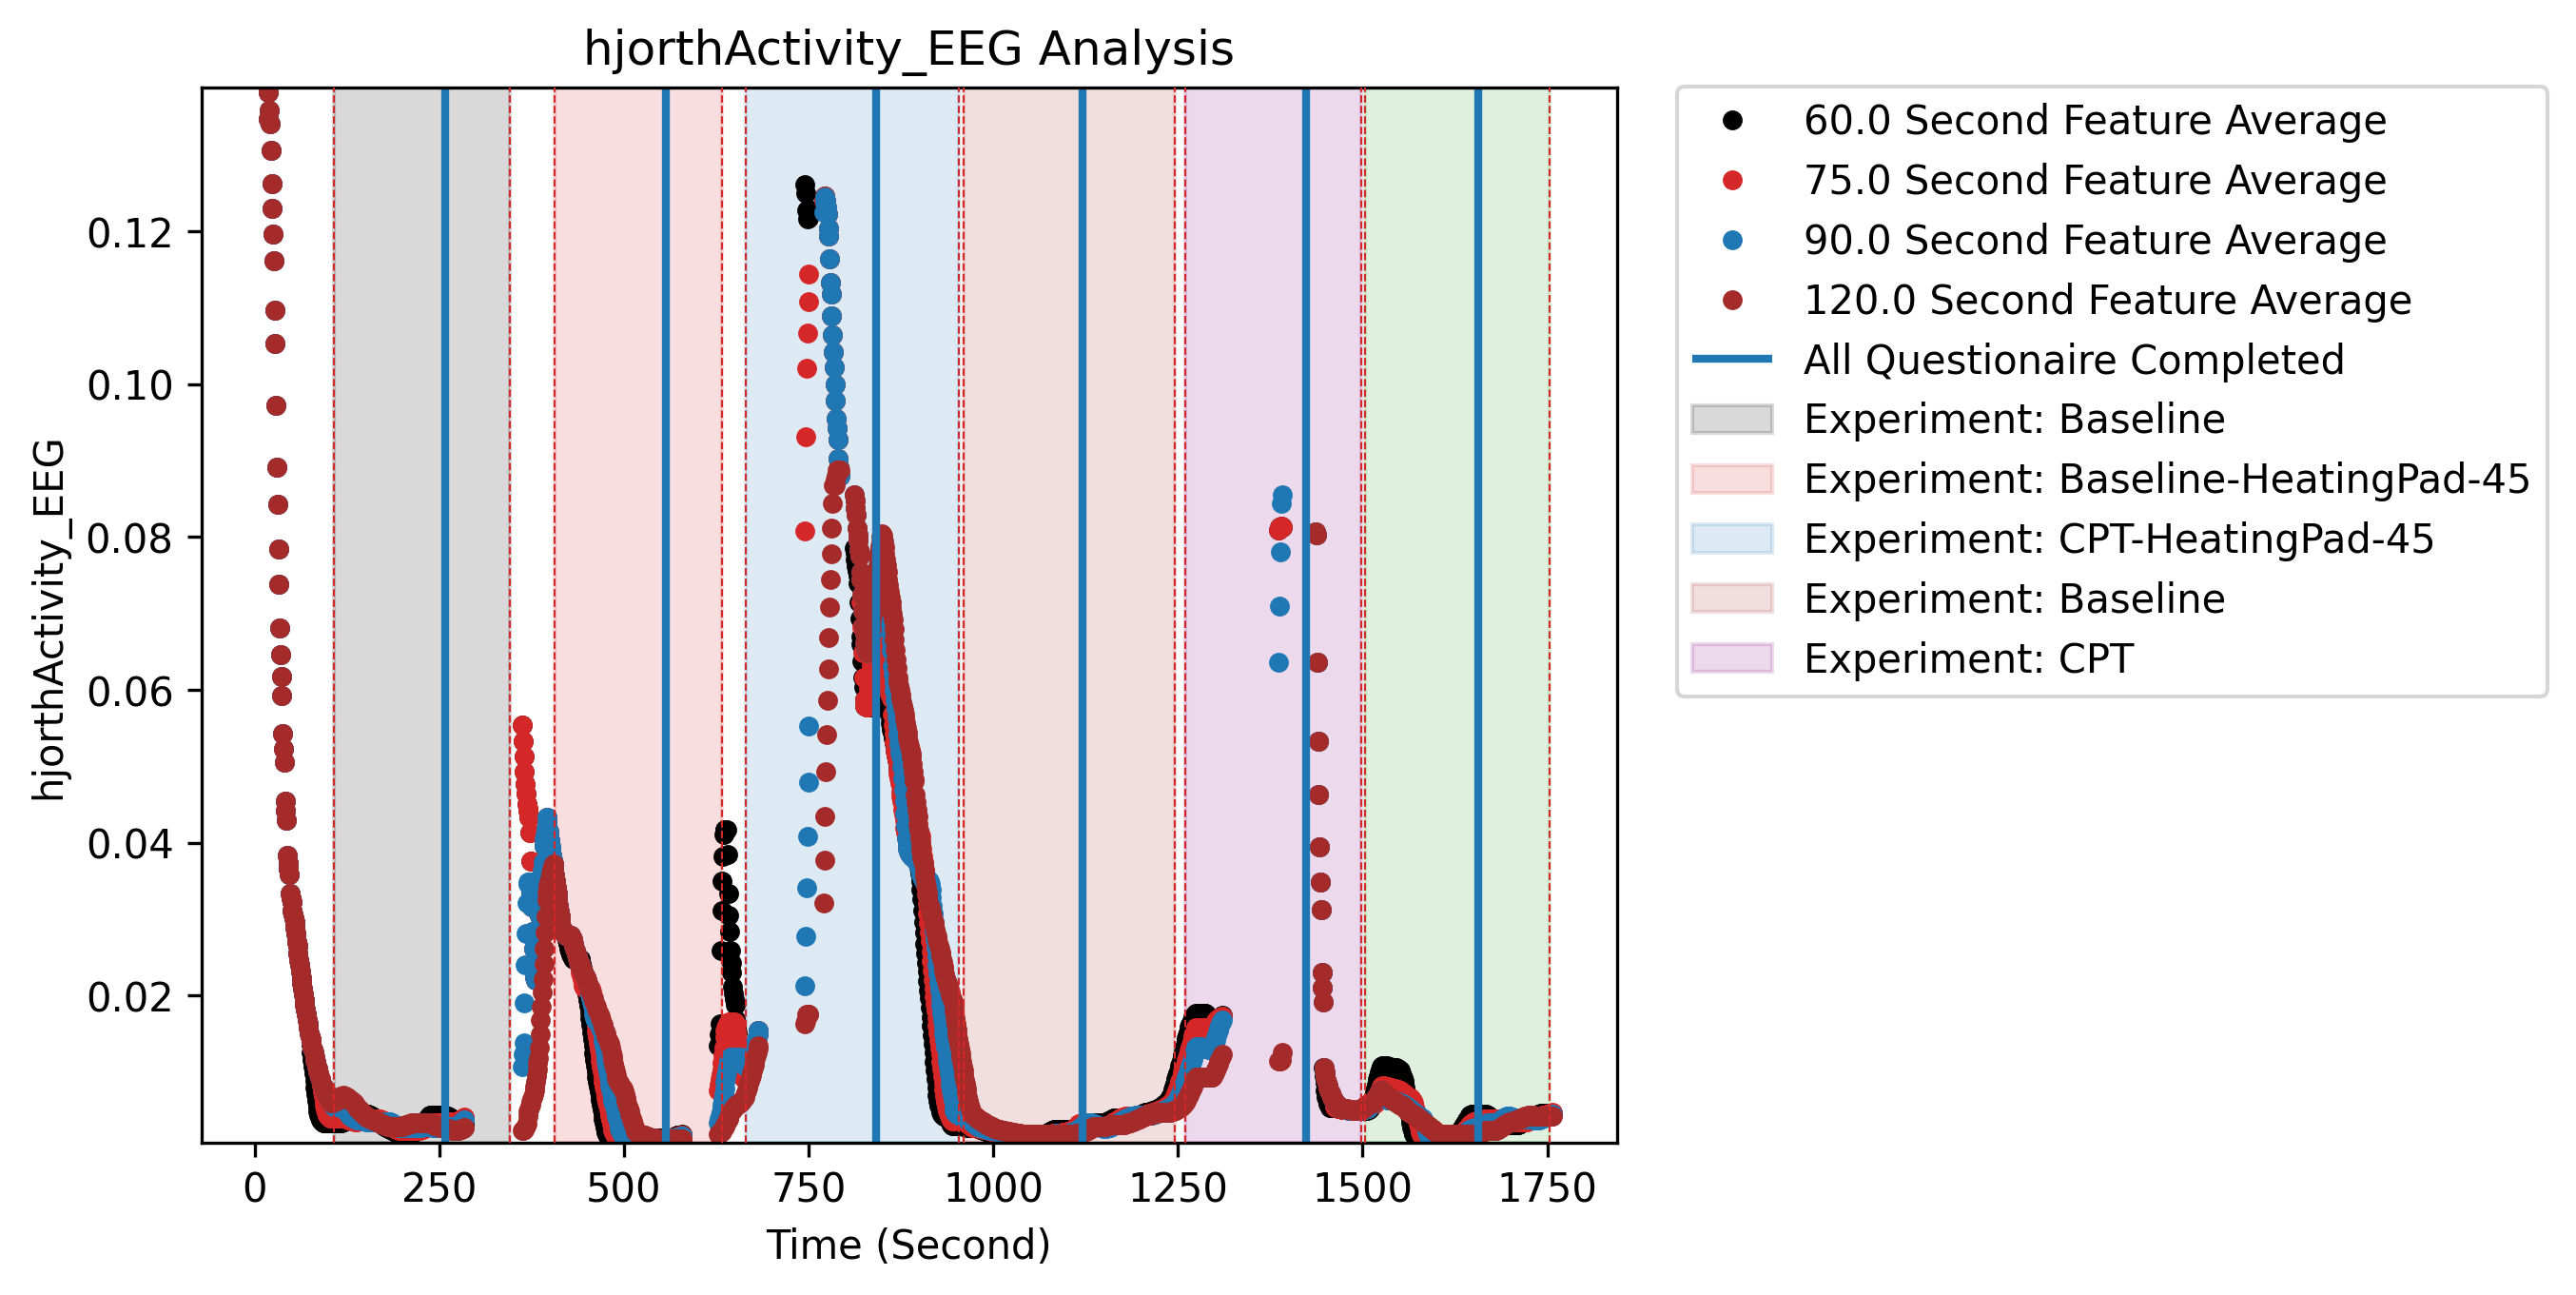 hjorthActivity_EEG Analysis
hjorthActivity_EEG
0.12
0.10
0.08
0.06
0.04
0.02
0 250 500 750 1000 1250 1500 1750
Time (Second)
60.0 Second Feature Average
75.0 Second Feature Average
90.0 Second Feature Average
120.0 Second Feature Average
All Questionaire Completed
Experiment: Baseline
Experiment: Baseline-HeatingPad-45
Experiment: CPT-HeatingPad-45
Experiment: Baseline
Experiment: CPT